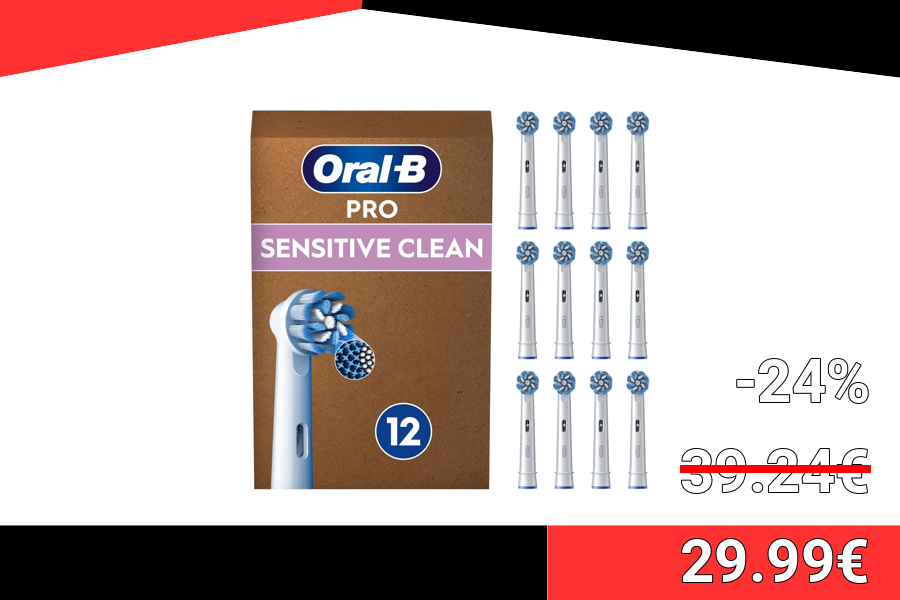 Oral-B
PRO
SENSITIVE CLEAN
12
-24%
39.24€
29.99€